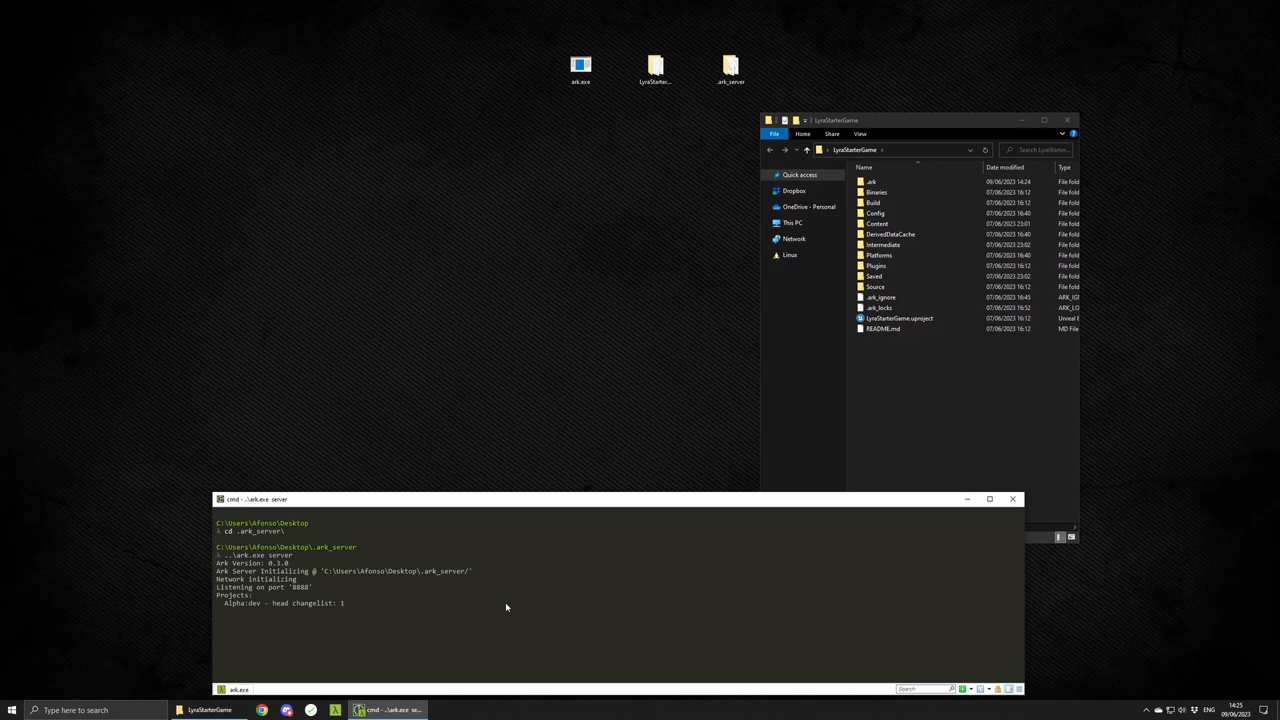 ark.exe
LyraStarter...
.ark_server
LyraStarterGame
File Home Share View
LyraStarterGame
Search LyraStarter...
Name Date modified Type
Quick access
Dropbox
OneDrive - Personal
This PC
Network
Linux
.ark 09/06/2023 14:24 File fold
Binaries 07/06/2023 16:12 File fold
Build 07/06/2023 16:12 File fold
Config 07/06/2023 16:40 File fold
Content 07/06/2023 23:01 File fold
DerivedDataCache 07/06/2023 16:40 File fold
Intermediate 07/06/2023 23:02 File fold
Platforms 07/06/2023 16:40 File fold
Plugins 07/06/2023 16:12 File fold
Saved 07/06/2023 23:02 File fold
Source 07/06/2023 16:12 File fold
.ark_ignore 07/06/2023 16:45 ARK_IGI
.ark_locks 07/06/2023 16:52 ARK_LO
LyraStarterGame.uproject 07/06/2023 16:12 Unreal E
README.md 07/06/2023 16:12 MD File
cmd - ..\ark.exe server
C:\Users\Afonso\Desktop
λ cd .ark_server\
C:\Users\Afonso\Desktop\.ark_server
λ ..\ark.exe server
Ark Version: 0.3.0
Ark Server Initializing @ 'C:\Users\Afonso\Desktop\.ark_server/'
Network initializing
Listening on port '8888'
Projects:
Alpha:dev - head changelist: 1
ark.exe
Search
Type here to search
LyraStarterGame
cmd - ..\ark.exe se...
ENG
14:25
09/06/2023